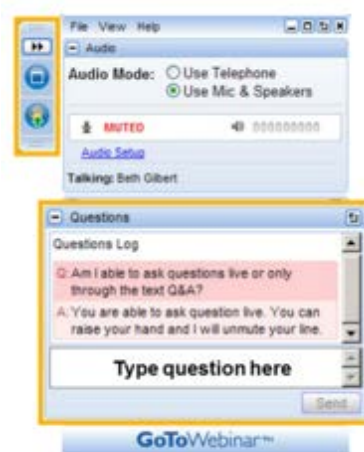 File View Help
Audio
Audio Mode: Use Telephone
Use Mic & Speakers
MUTED 000000000
Audio Setup
Talking: Beth Gilbert
Questions
Questions Log
Q: Am I able to ask questions live or only
through the text Q&A?
A: You are able to ask question live. You can
raise your hand and I will unmute your line.
Type question here
Send
GoToWebinar™